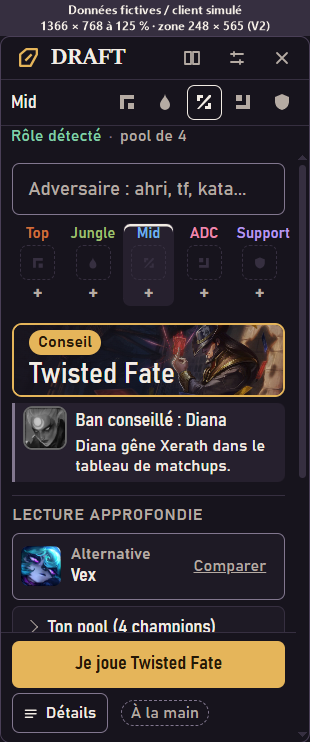 Données fictives / client simulé
1366 × 768 à 125 % · zone 248 × 565 (V2)
DRAFT
Mid
Rôle détecté · pool de 4
Adversaire : ahri, tf, kata...
Top Jungle Mid ADC Support
+ + + + +
Conseil
Twisted Fate
Ban conseillé : Diana
Diana gêne Xerath dans le
tableau de matchups.
LECTURE APPROFONDIE
Alternative
Vex
Comparer
Ton pool (4 champions)
Je joue Twisted Fate
Détails
À la main